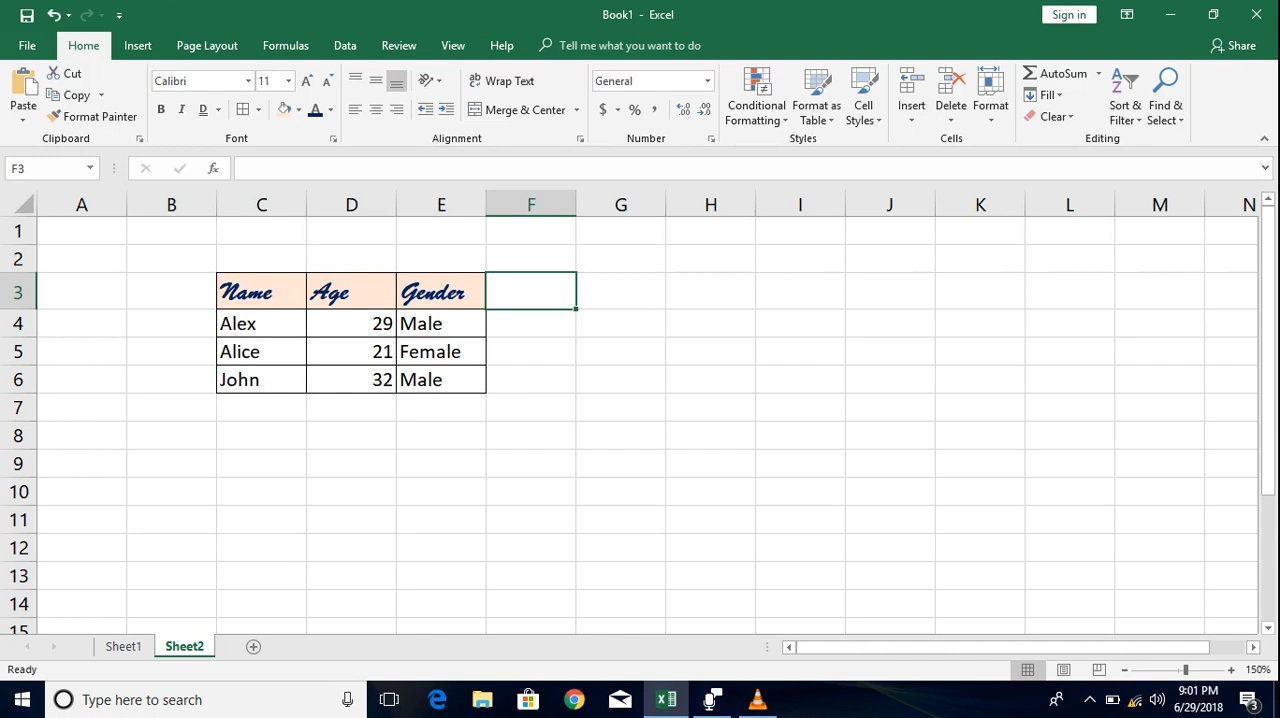 Book1 - Excel
Sign in
File Home Insert Page Layout Formulas Data Review View Help Tell me what you want to do Share
Paste
Cut
Copy
Format Painter
Clipboard
Calibri 11
B I D A
Font
Wrap Text
Merge & Center
Alignment
General
$ % ,
Number
Conditional Formatting
Format as Table
Cell Styles
Styles
Insert Delete Format
Cells
AutoSum
Fill
Clear
Sort & Filter
Find & Select
Editing
F3 fx
A B C D E F G H I J K L M N
1
2
3 Name Age Gender
4 Alex 29 Male
5 Alice 21 Female
6 John 32 Male
7
8
9
10
11
12
13
14
15
Sheet1 Sheet2
Ready 150%
Type here to search
9:01 PM
6/29/2018
3